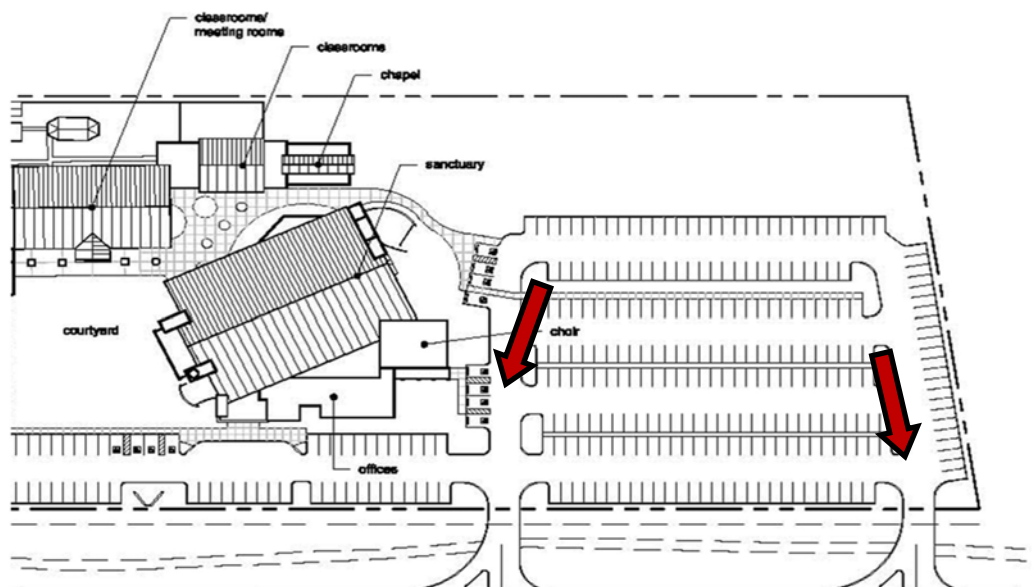 classrooms/
meeting rooms
classrooms
chapel
sanctuary
courtyard
choir
offices